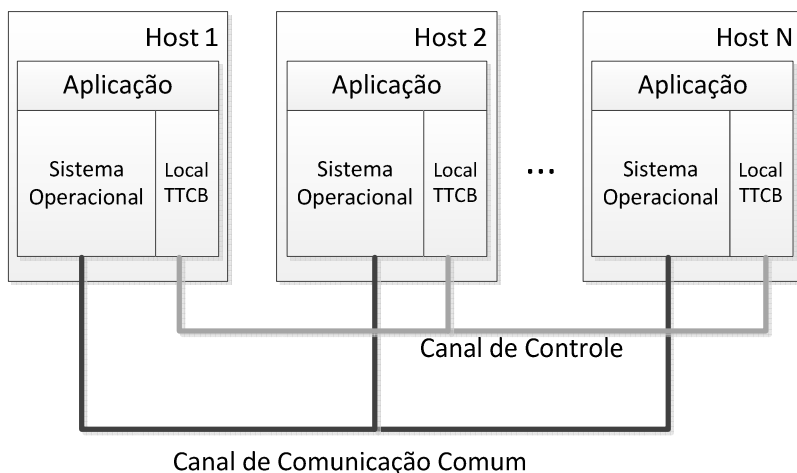 Host 1
Aplicação
Sistema
Operacional
Local
TTCB
Host 2
Aplicação
Sistema
Operacional
Local
TTCB
...
Host N
Aplicação
Sistema
Operacional
Local
TTCB
Canal de Controle
Canal de Comunicação Comum